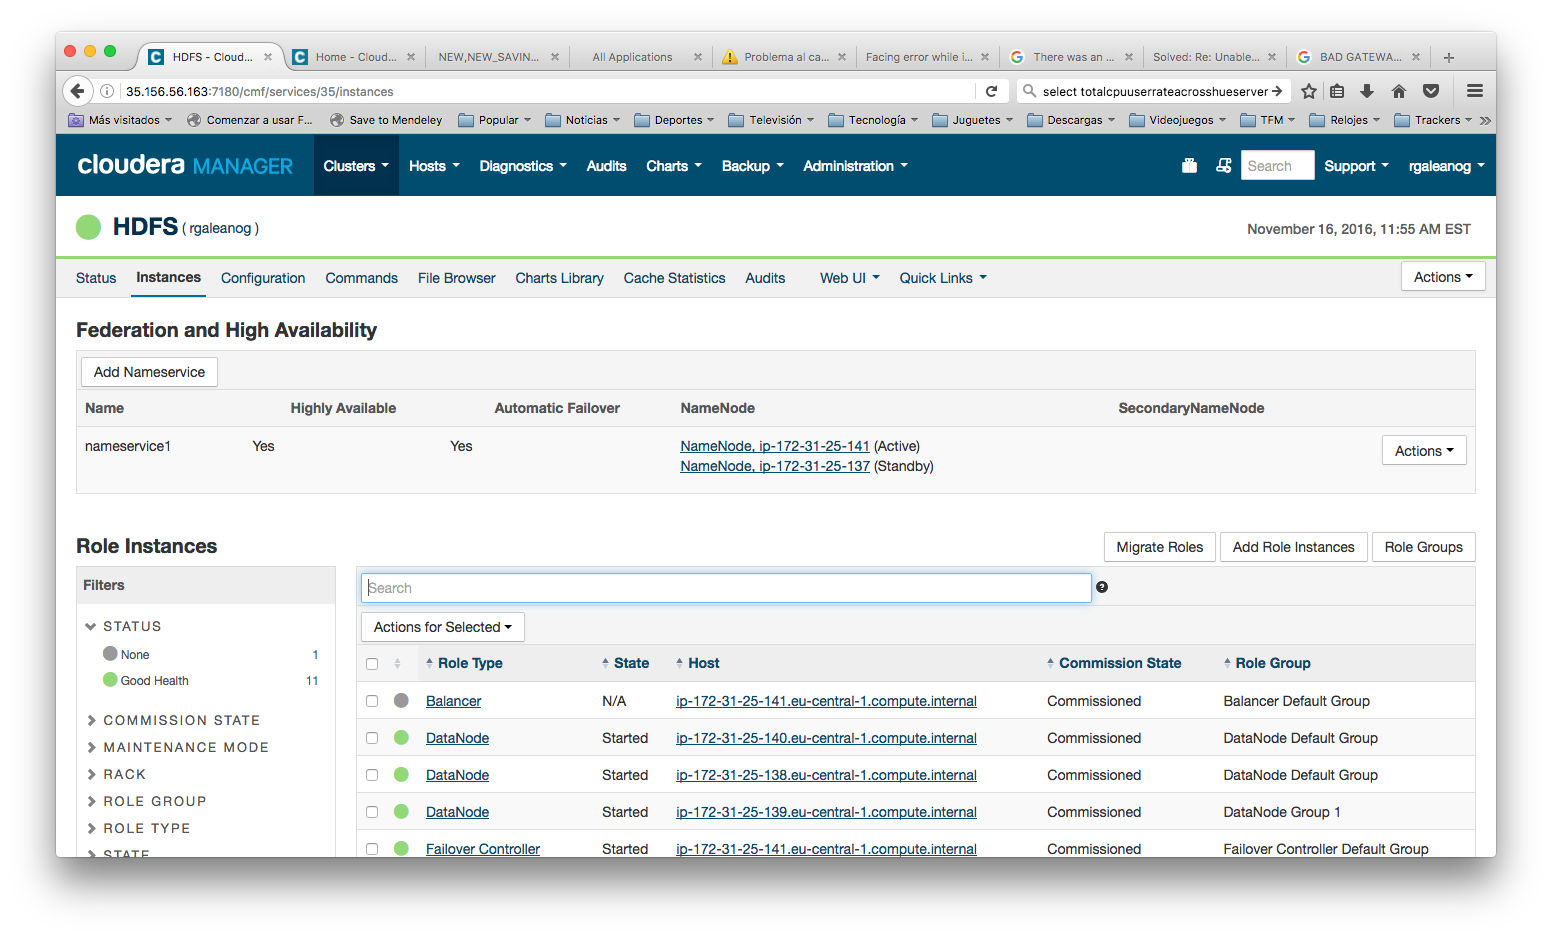 HDFS - Cloud... Home - Cloud... NEW,NEW_SAVIN... All Applications Problema al ca... Facing error while i... There was an ... Solved: Re: Unable... BAD GATEWA...
35.156.56.163:7180/cmf/services/35/instances select totalcpuuserrateacrosshueserver
Más visitados Comenzar a usar F... Save to Mendeley Popular Noticias Deportes Televisión Tecnología Juguetes Descargas Videojuegos TFM Relojes Trackers
cloudera MANAGER Clusters Hosts Diagnostics Audits Charts Backup Administration Search Support rgaleanog
HDFS ( rgaleanog ) November 16, 2016, 11:55 AM EST
Status Instances Configuration Commands File Browser Charts Library Cache Statistics Audits Web UI Quick Links Actions
Federation and High Availability
Add Nameservice
Name Highly Available Automatic Failover NameNode SecondaryNameNode
nameservice1 Yes Yes NameNode, ip-172-31-25-141 (Active) Actions
NameNode, ip-172-31-25-137 (Standby)
Role Instances Migrate Roles Add Role Instances Role Groups
Filters
STATUS
None 1
Good Health 11
COMMISSION STATE
MAINTENANCE MODE
RACK
ROLE GROUP
ROLE TYPE
STATE
Search ?
Actions for Selected
Role Type State Host Commission State Role Group
Balancer N/A ip-172-31-25-141.eu-central-1.compute.internal Commissioned Balancer Default Group
DataNode Started ip-172-31-25-140.eu-central-1.compute.internal Commissioned DataNode Default Group
DataNode Started ip-172-31-25-138.eu-central-1.compute.internal Commissioned DataNode Default Group
DataNode Started ip-172-31-25-139.eu-central-1.compute.internal Commissioned DataNode Group 1
Failover Controller Started ip-172-31-25-141.eu-central-1.compute.internal Commissioned Failover Controller Default Group